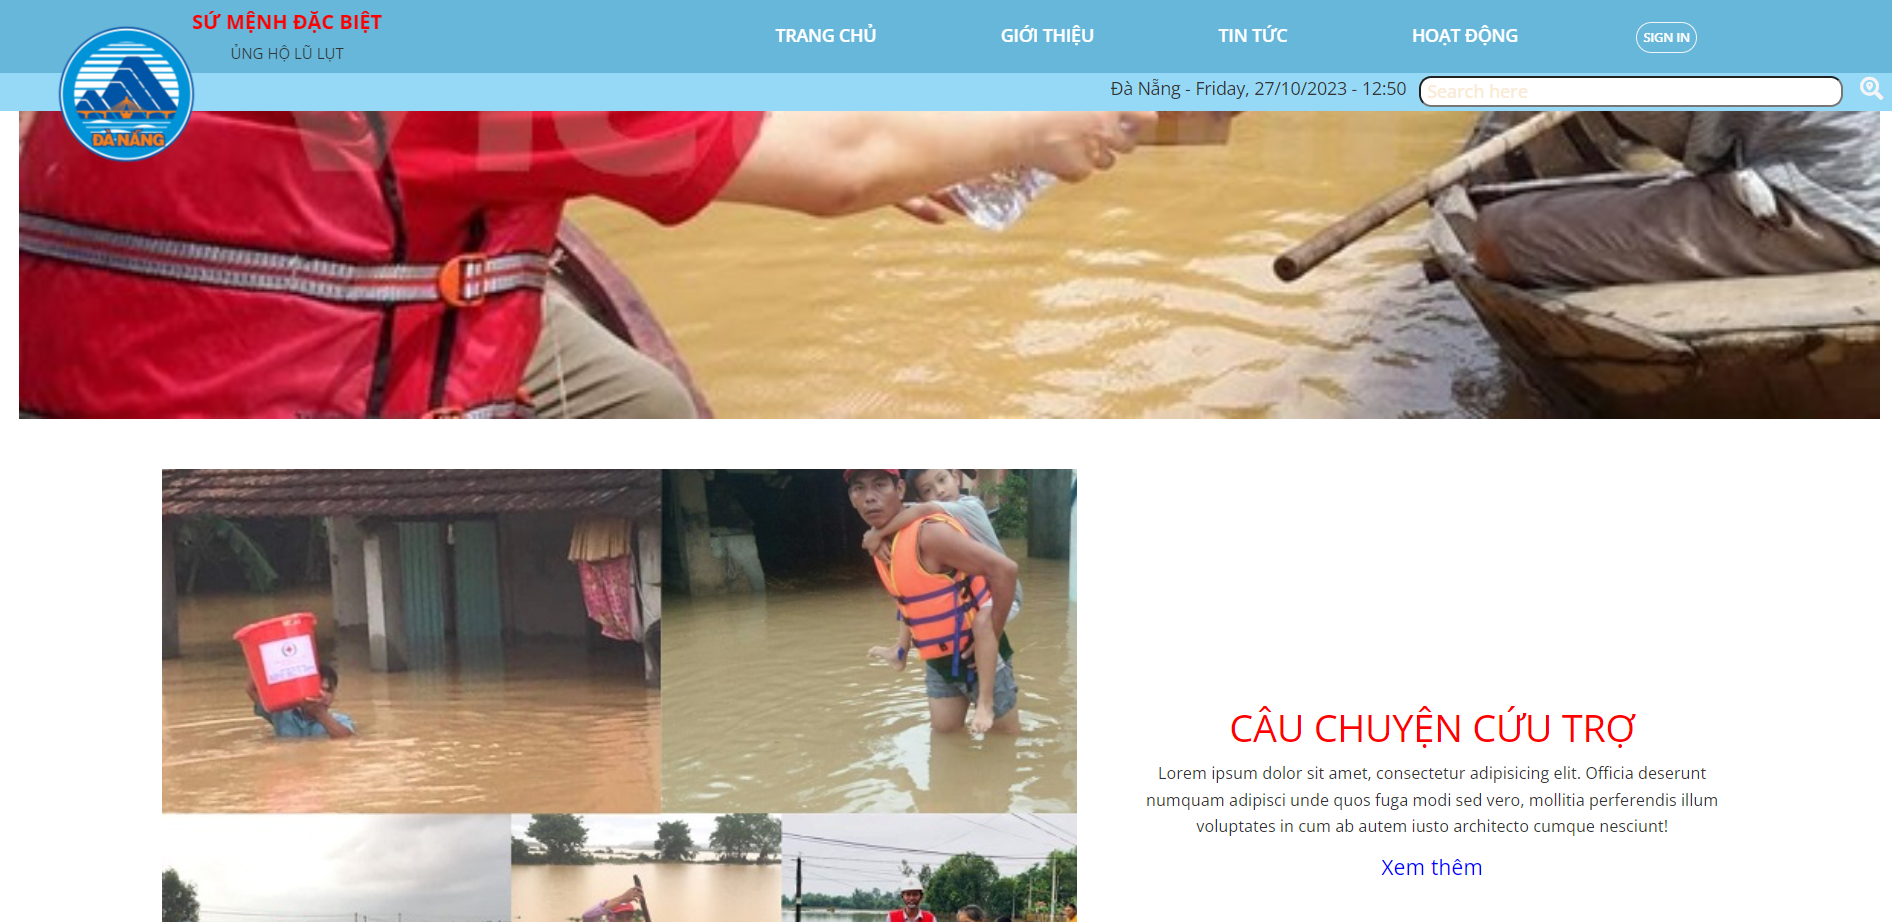 SỨ MỆNH ĐẶC BIỆT
ỦNG HỘ LŨ LỤT
TRANG CHỦ
GIỚI THIỆU
TIN TỨC
HOẠT ĐỘNG
SIGN IN
ĐÀ NẴNG
Đà Nẵng - Friday, 27/10/2023 - 12:50
Search here
CÂU CHUYỆN CỨU TRỢ
Lorem ipsum dolor sit amet, consectetur adipisicing elit. Officia deserunt
numquam adipisci unde quos fuga modi sed vero, mollitia perferendis illum
voluptates in cum ab autem iusto architecto cumque nesciunt!
Xem thêm